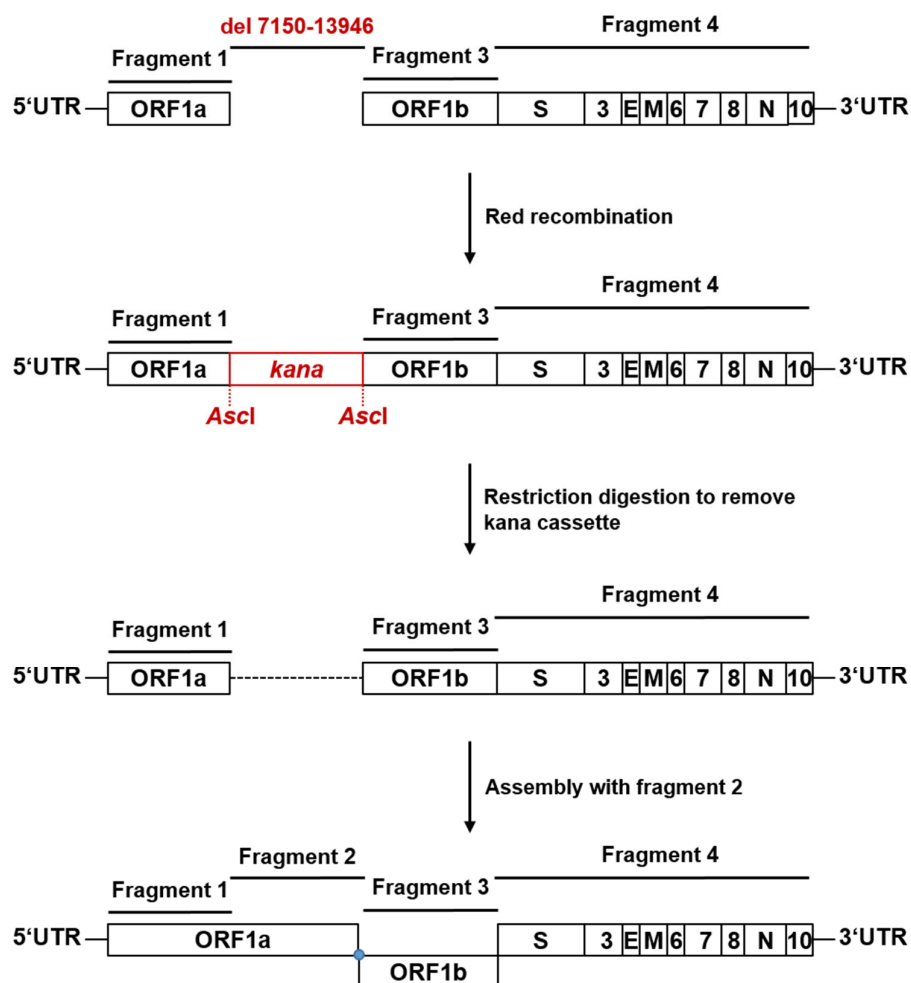 del 7150-13946
Fragment 4
Fragment 1
Fragment 3
5‘UTR ORF1a ORF1b S 3 E M 6 7 8 N 10 3‘UTR
Red recombination
Fragment 4
Fragment 1
Fragment 3
5‘UTR ORF1a kana ORF1b S 3 E M 6 7 8 N 10 3‘UTR
AscI AscI
Restriction digestion to remove
kana cassette
Fragment 4
Fragment 1
Fragment 3
5‘UTR ORF1a ORF1b S 3 E M 6 7 8 N 10 3‘UTR
Assembly with fragment 2
Fragment 2
Fragment 4
Fragment 1
Fragment 3
5‘UTR ORF1a S 3 E M 6 7 8 N 10 3‘UTR
ORF1b